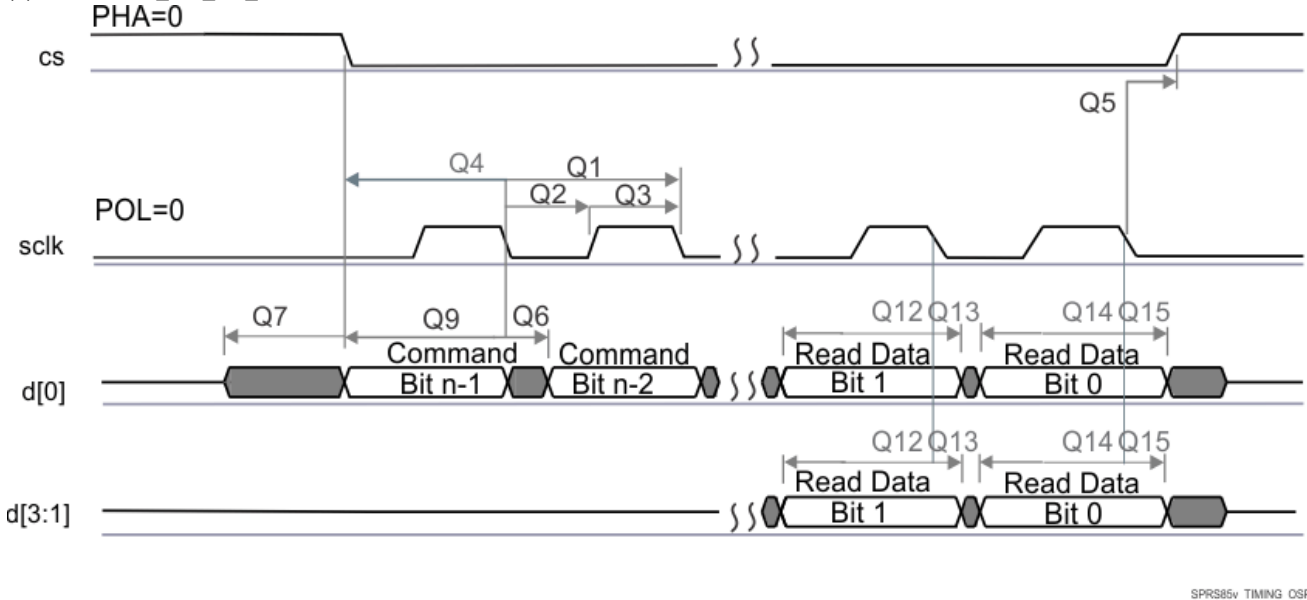 PHA=0
cs
Q5
Q4 Q1
Q2 Q3
POL=0
sclk
Q7 Q9 Q6 Q12 Q13 Q14 Q15
Command Command Read Data Read Data
d[0] Bit n-1 Bit n-2 Bit 1 Bit 0
Q12 Q13 Q14 Q15
Read Data Read Data
d[3:1] Bit 1 Bit 0